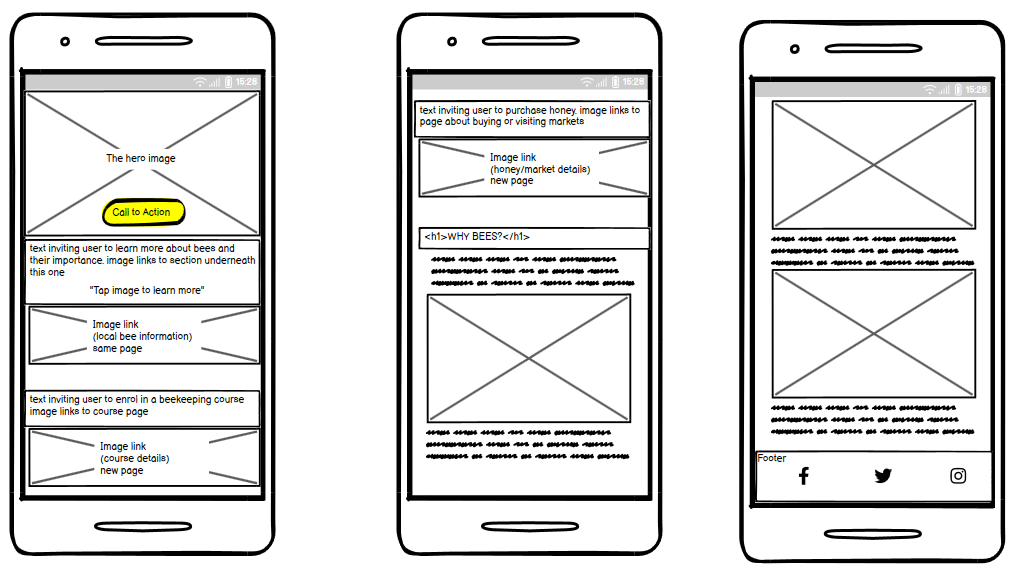 15:28
The hero image
Call to Action
text inviting user to learn more about bees and
their importance. image links to section underneath
this one
"Tap image to learn more"
Image link
(local bee information)
same page
text inviting user to enrol in a beekeeping course
image links to course page
Image link
(course details)
new page
15:28
text inviting user to purchase honey. image links to
page about buying or visiting markets
Image link
(honey/market details)
new page
<h1>WHY BEES?</h1>
15:28
Footer